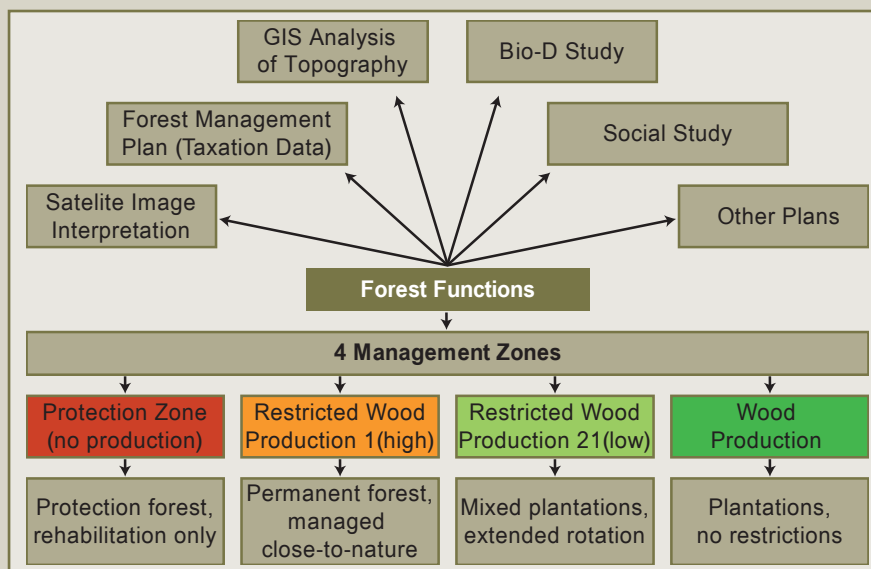 GIS Analysis
of Topography
Bio-D Study
Forest Management
Plan (Taxation Data)
Social Study
Satelite Image
Interpretation
Other Plans
Forest Functions
4 Management Zones
Protection Zone
(no production)
Restricted Wood
Production 1(high)
Restricted Wood
Production 21(low)
Wood
Production
Protection forest,
rehabilitation only
Permanent forest,
managed
close-to-nature
Mixed plantations,
extended rotation
Plantations,
no restrictions